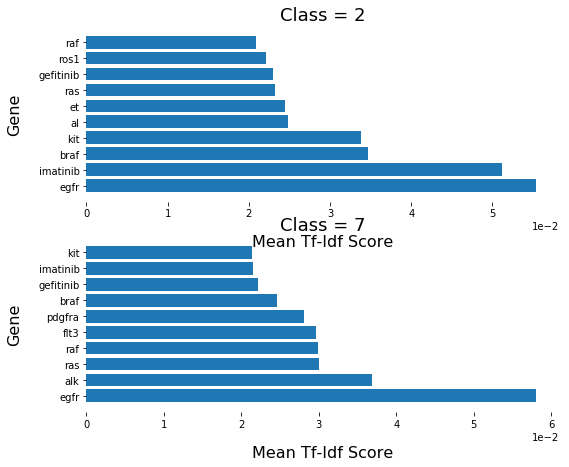 Class = 2
Gene
raf
ros1
gefitinib
ras
et
al
kit
braf
imatinib
egfr
0 1 2 3 4 5
1e−2
Mean Tf-Idf Score
Class = 7
Gene
kit
imatinib
gefitinib
braf
pdgfra
flt3
raf
ras
alk
egfr
0 1 2 3 4 5 6
1e−2
Mean Tf-Idf Score